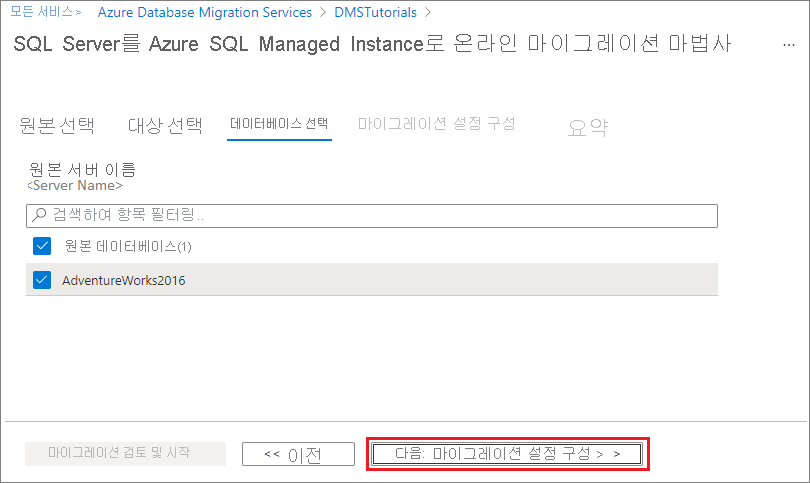 모든 서비스 > Azure Database Migration Services > DMSTutorials >
SQL Server를 Azure SQL Managed Instance로 온라인 마이그레이션 마법사 ...
원본 선택 대상 선택 데이터베이스 선택 마이그레이션 설정 구성 요약
원본 서버 이름
<Server Name>
검색하여 항목 필터링..
원본 데이터베이스(1)
AdventureWorks2016
마이그레이션 검토 및 시작 << 이전 다음: 마이그레이션 설정 구성 > >